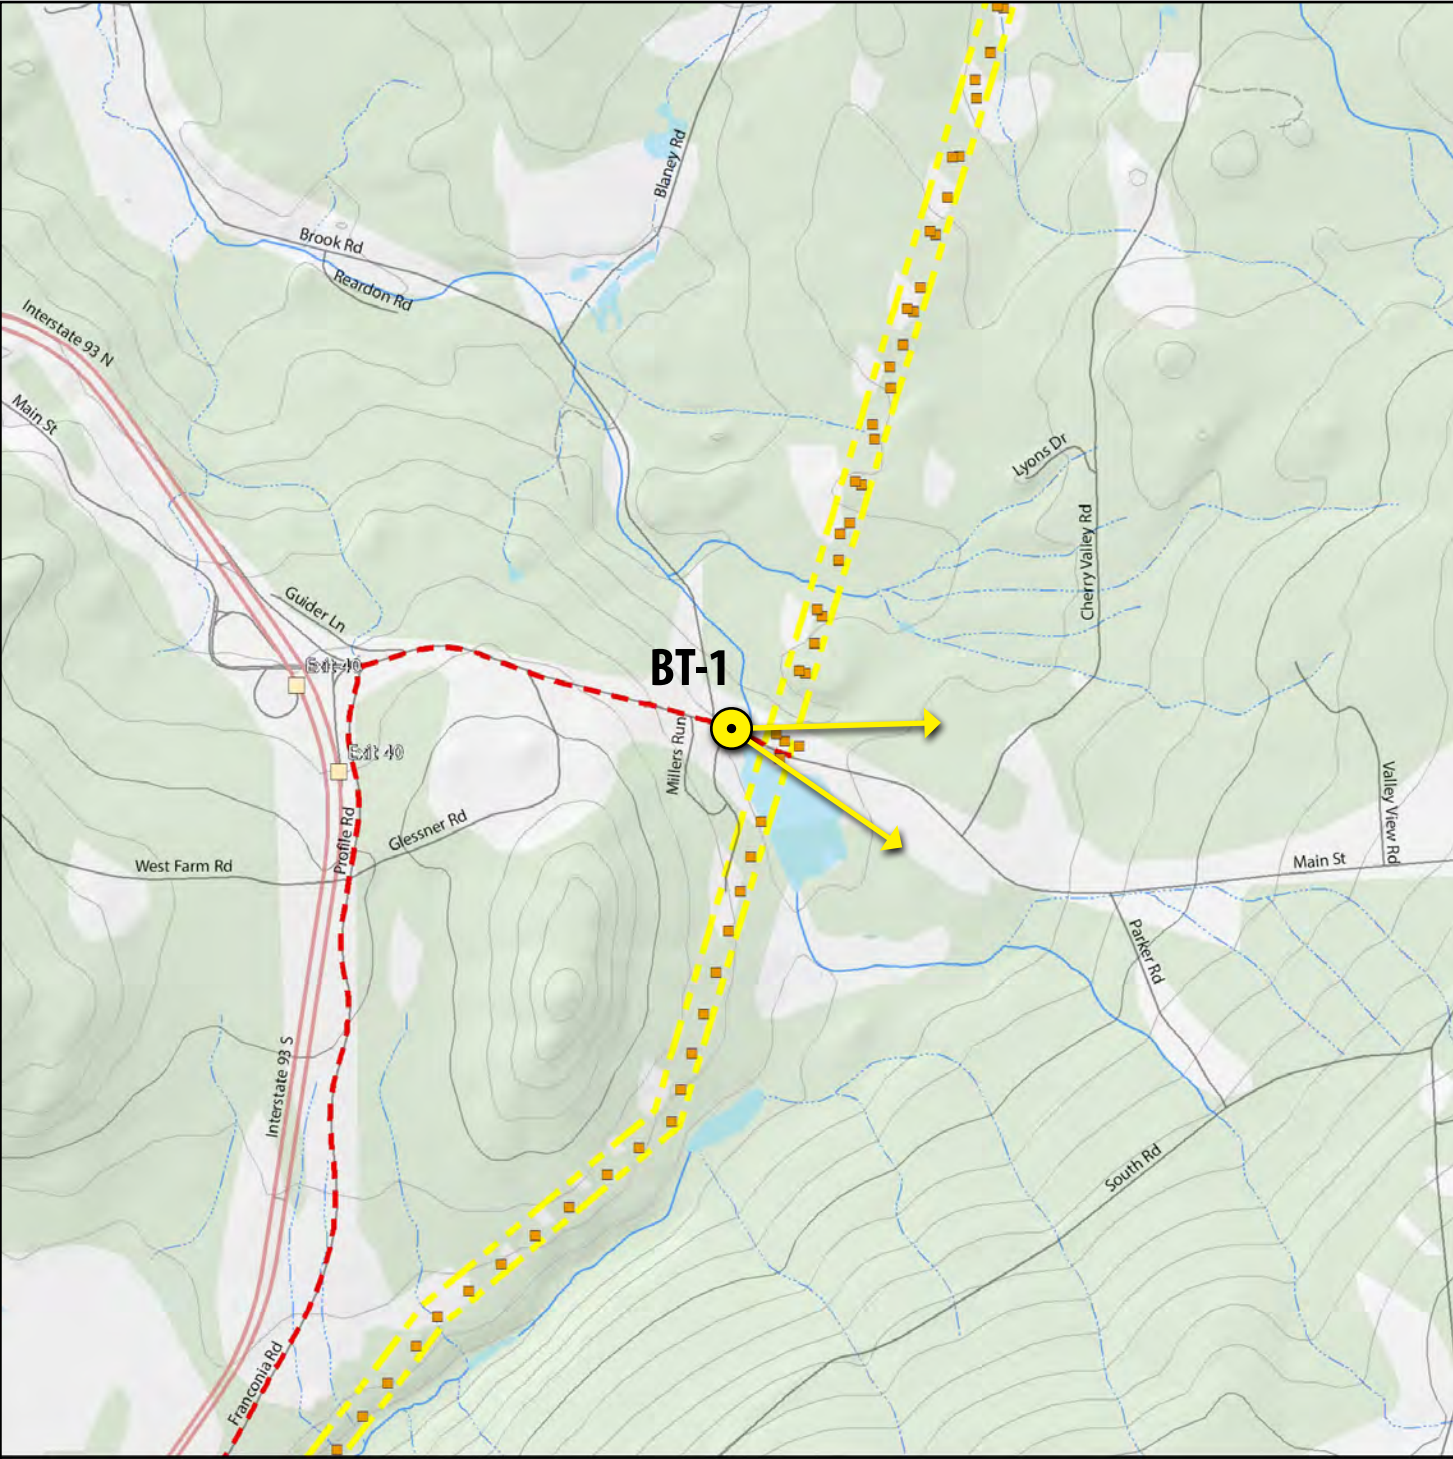 Blaney Rd
Brook Rd
Reardon Rd
Interstate 93 N
Main St
Lyons Dr
Cherry Valley Rd
Guider Ln
Exit 40
BT-1
Millers Run
Exit 40
Profile Rd
Glessner Rd
Valley View Rd
West Farm Rd
Main St
Parker Rd
Interstate 93 S
South Rd
Franconia Rd